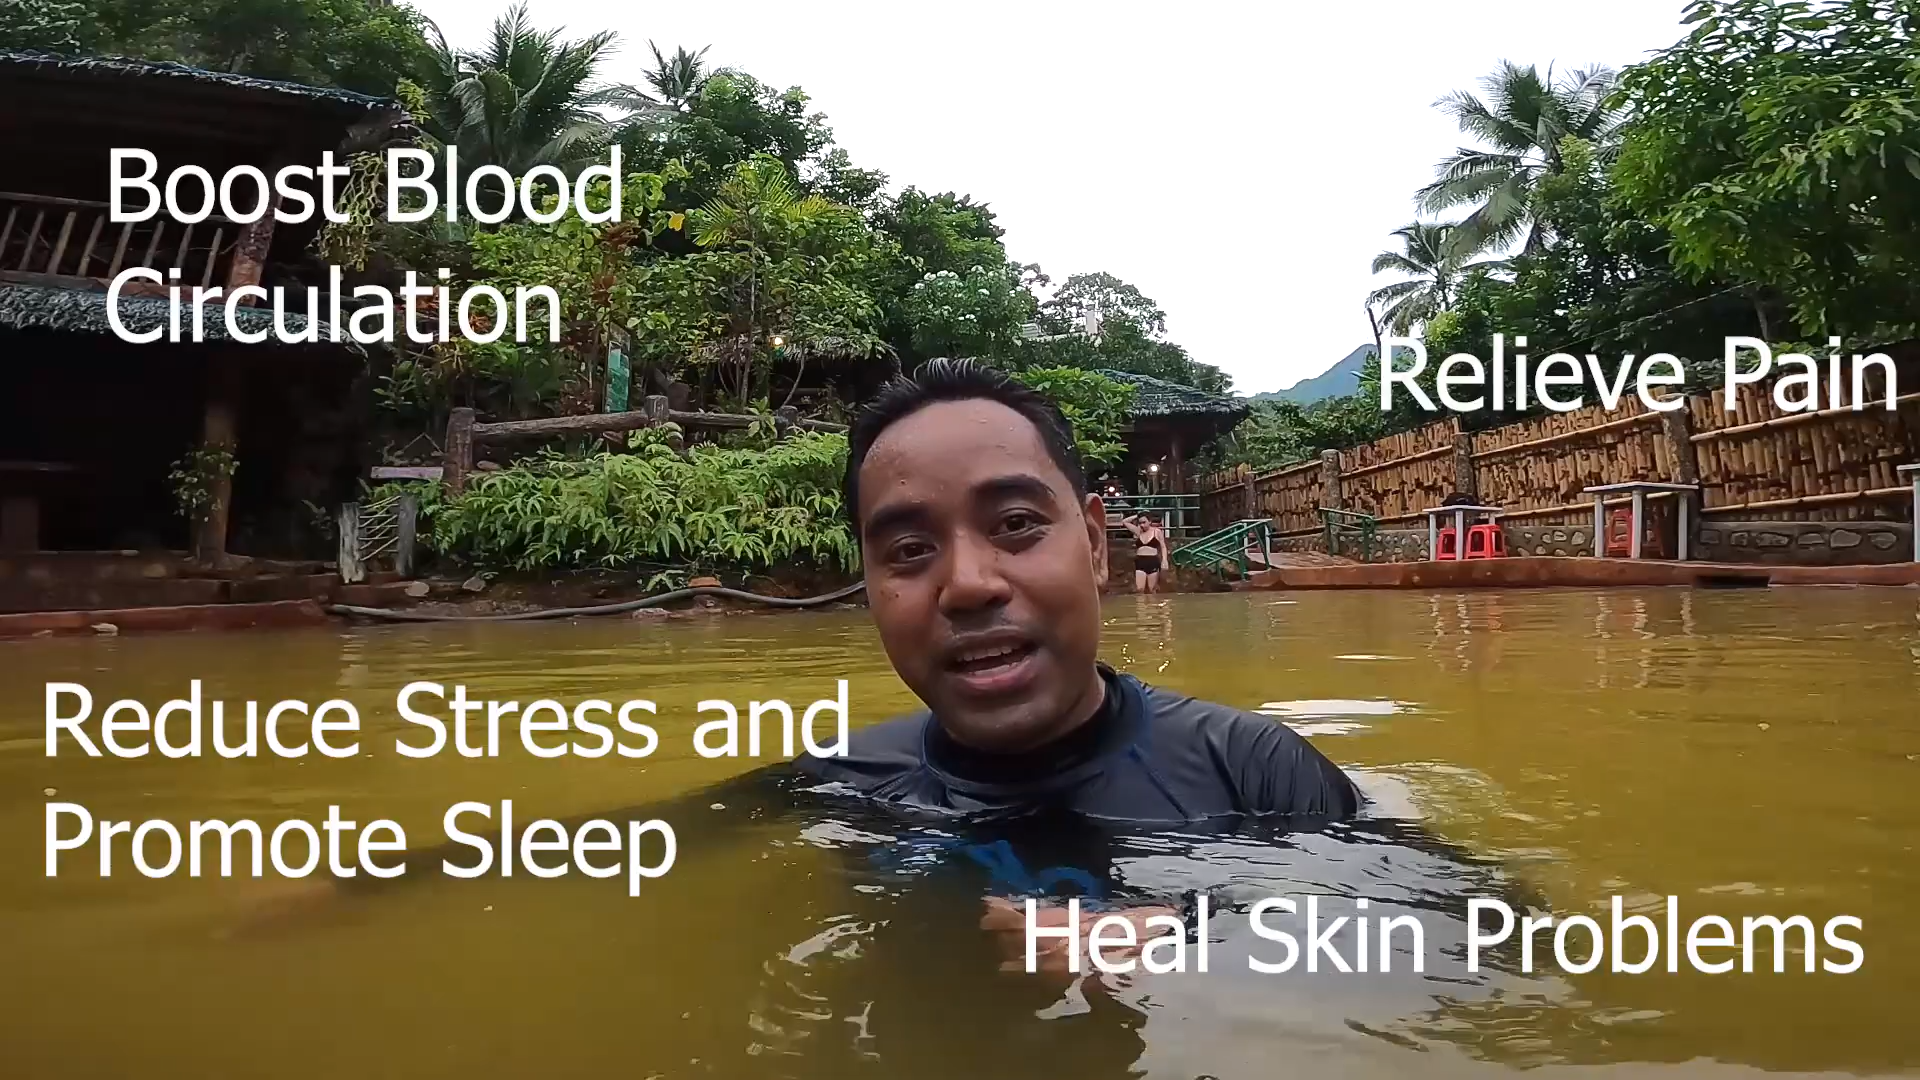 Boost Blood
Circulation
Relieve Pain
Reduce Stress and
Promote Sleep
Heal Skin Problems